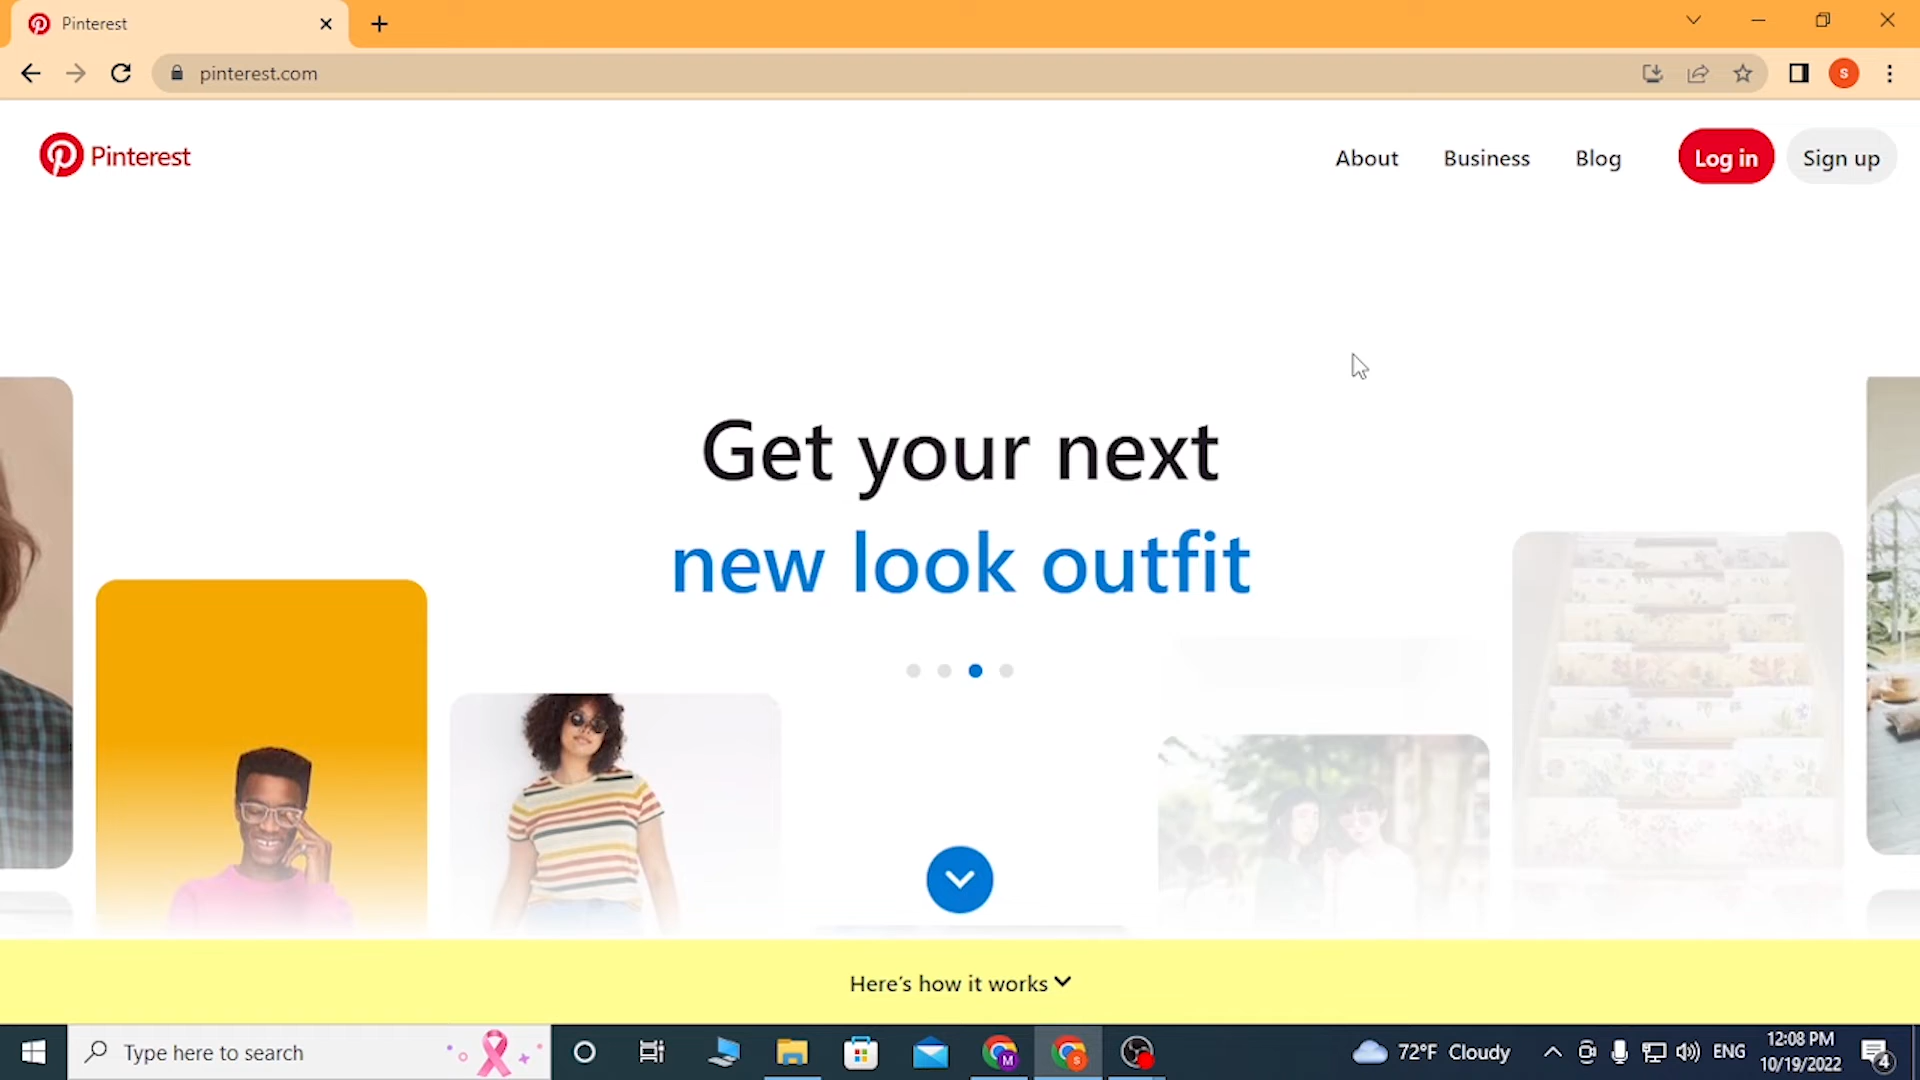 Pinterest
pinterest.com
S
Pinterest
About
Business
Blog
Log in
Sign up
Get your next
new look outfit
Here's how it works
Type here to search
M
S
72°F Cloudy
ENG
12:08 PM
10/19/2022
4